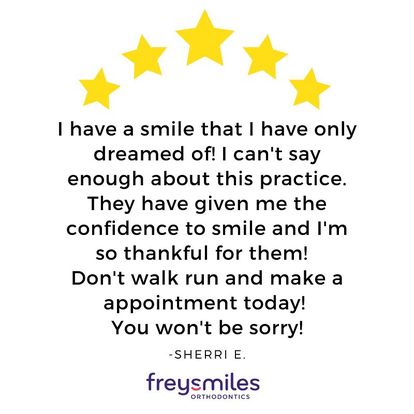 I have a smile that I have only
dreamed of! I can't say
enough about this practice.
They have given me the
confidence to smile and I'm
so thankful for them!
Don't walk run and make a
appointment today!
You won't be sorry!
-SHERRI E.
freysmiles
ORTHODONTICS